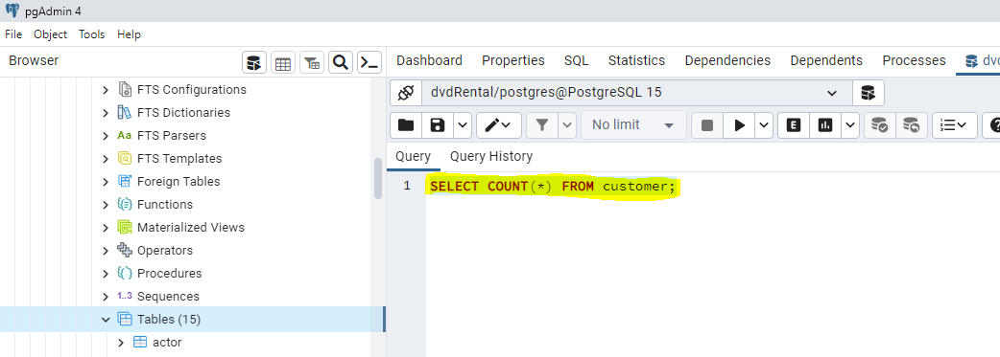 pgAdmin 4
File Object Tools Help
Browser
Dashboard Properties SQL Statistics Dependencies Dependents Processes
FTS Configurations
FTS Dictionaries
Aa FTS Parsers
FTS Templates
Foreign Tables
Functions
Materialized Views
Operators
Procedures
1..3 Sequences
Tables (15)
actor
dvdRental/postgres@PostgreSQL 15
No limit
E
Query Query History
1 SELECT COUNT(*) FROM customer;